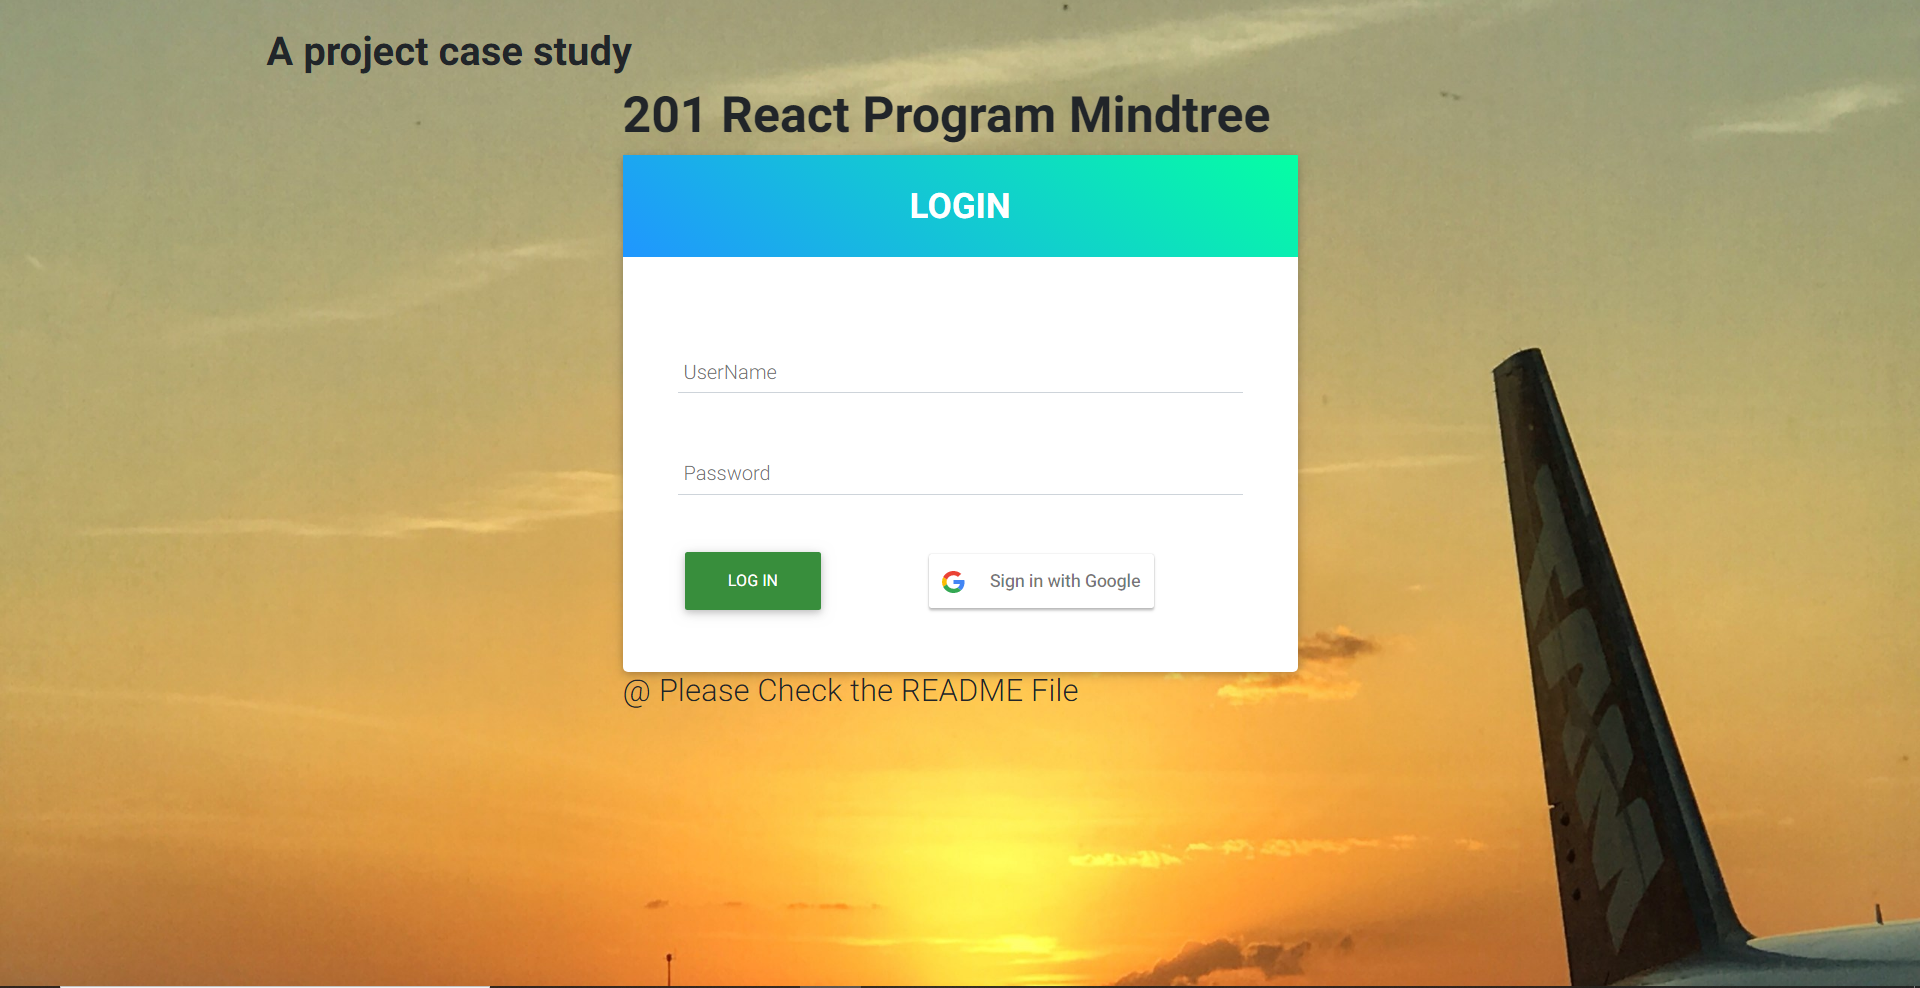 A project case study
201 React Program Mindtree
LOGIN
UserName
Password
LOG IN
Sign in with Google
@ Please Check the README File